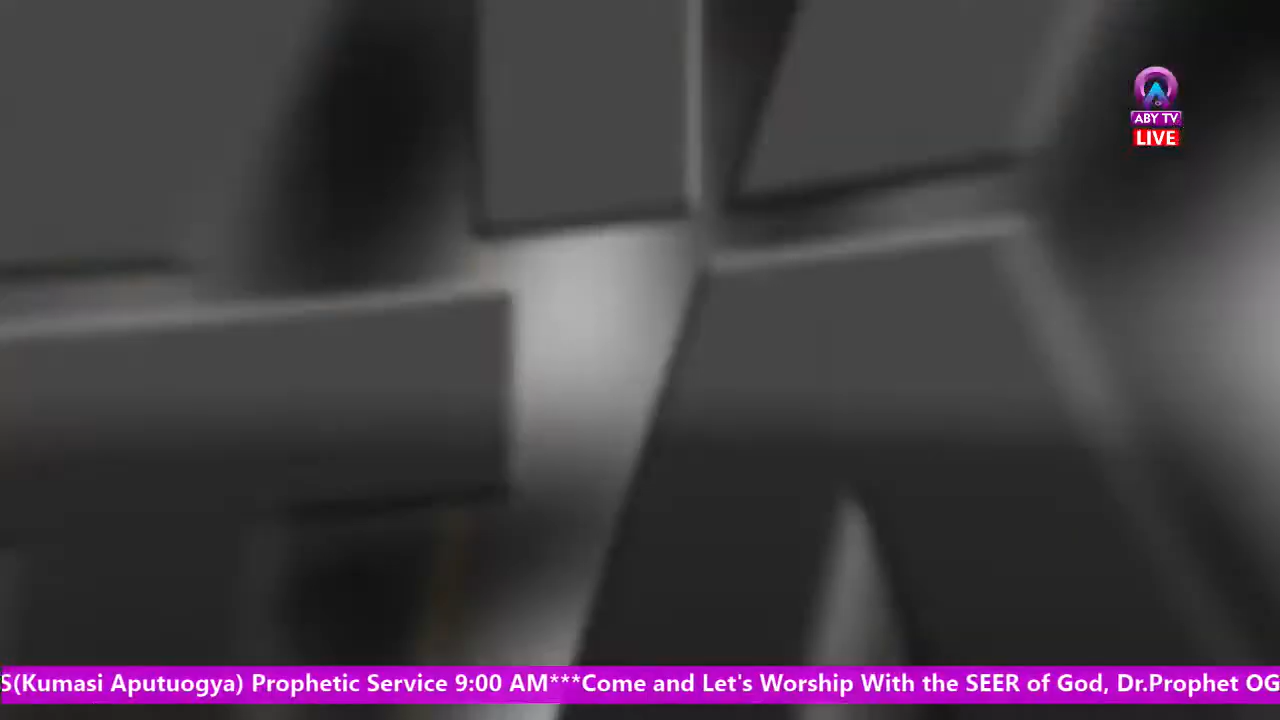 ABY TV
LIVE
S(Kumasi Aputuogya) Prophetic Service 9:00 AM***Come and Let's Worship With the SEER of God, Dr.Prophet OG